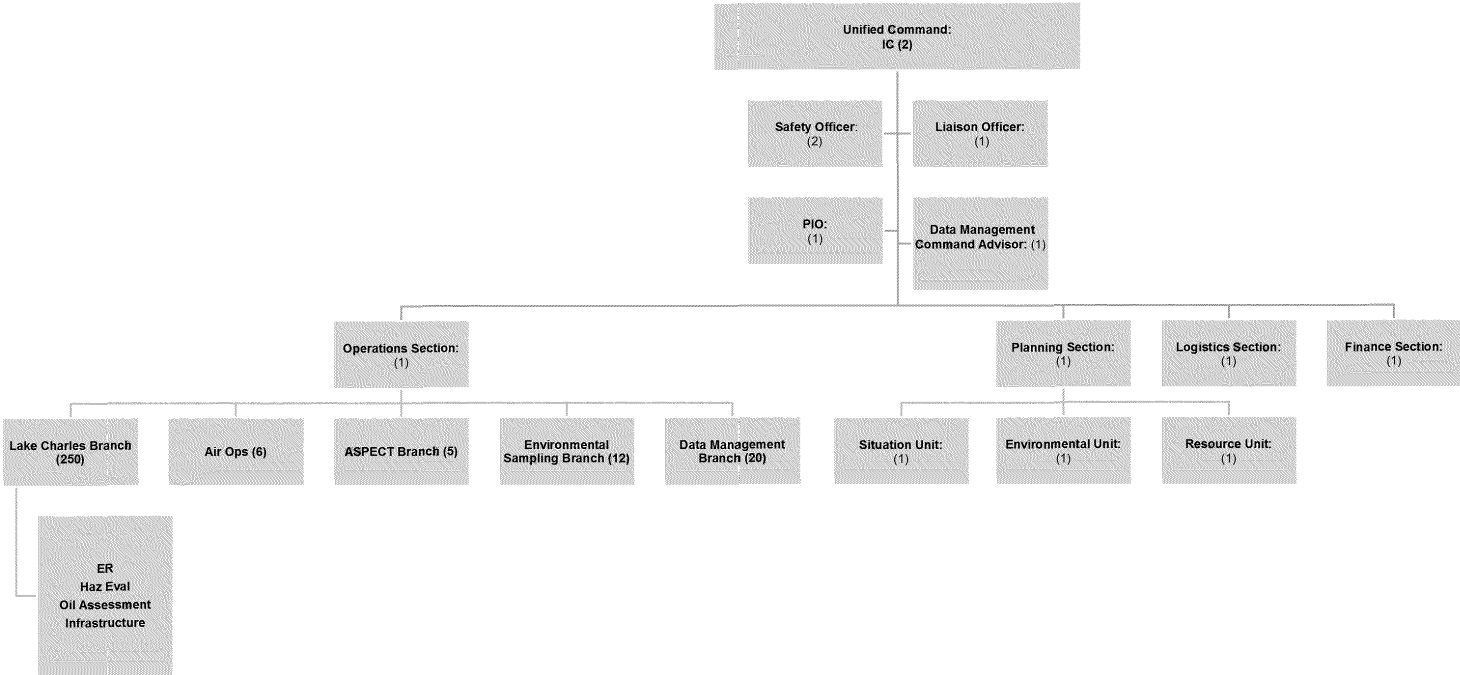 Unified Command:
IC (2)
Safety Officer:
(2)
Liaison Officer:
(1)
PIO:
(1)
Data Management
Command Advisor: (1)
Operations Section:
(1)
Planning Section:
(1)
Logistics Section:
(1)
Finance Section:
(1)
Lake Charles Branch
(250)
Air Ops (6)
ASPECT Branch (5)
Environmental
Sampling Branch (12)
Data Management
Branch (20)
Situation Unit:
(1)
Environmental Unit:
(1)
Resource Unit:
(1)
ER
Haz Eval
Oil Assessment
Infrastructure